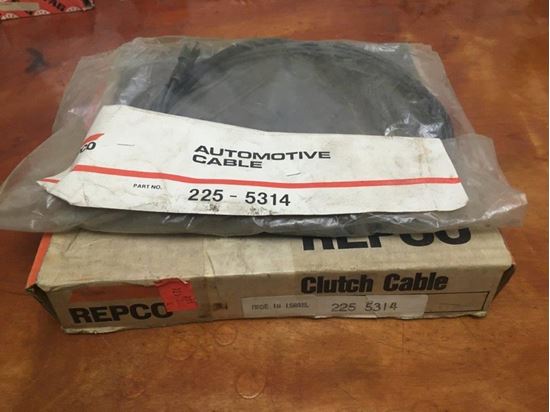 CO
AUTOMOTIVE
CABLE
PART NO.
225 - 5314
REPCO
Clutch Cable
REPCO
MADE IN ISRAEL
225 5314